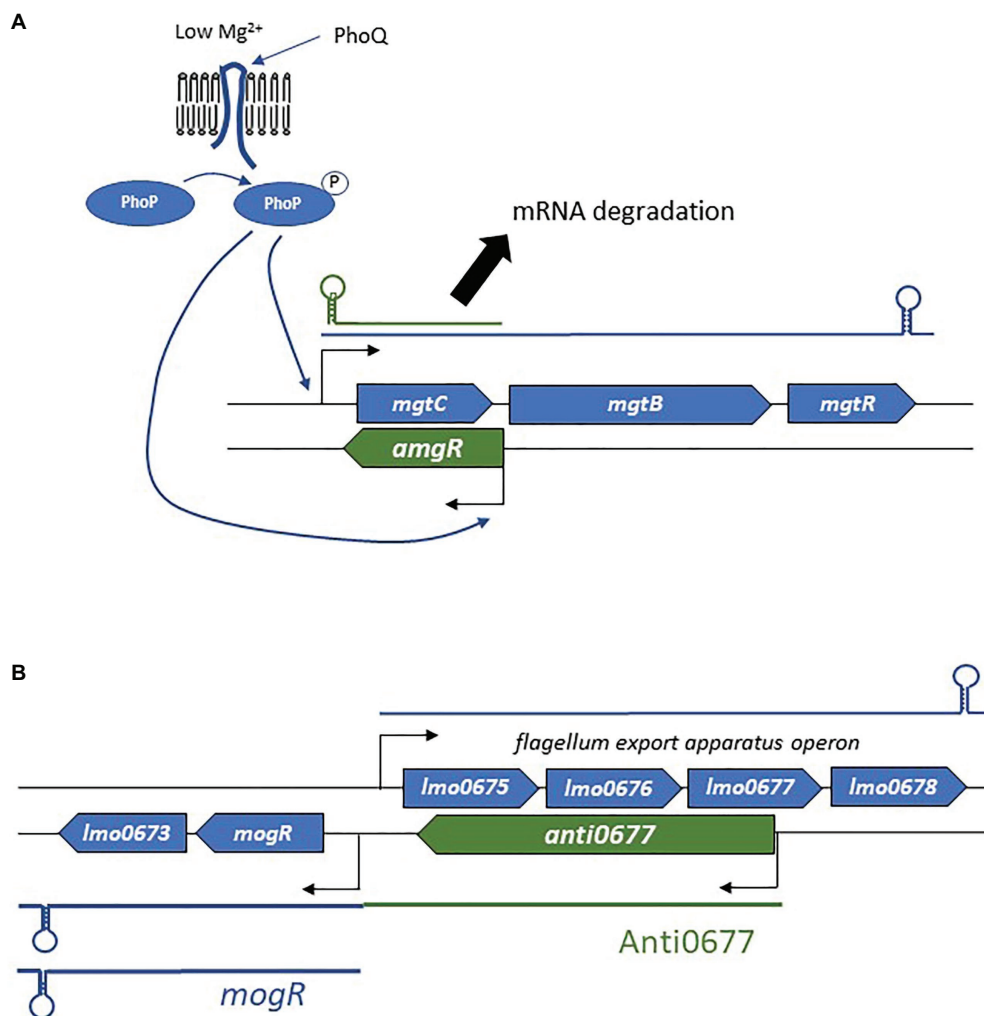 A
Low Mg²⁺
PhoQ
PhoP
PhoP
P
mRNA degradation
mgtC
mgtB
mgtR
amgR
B
flagellum export apparatus operon
lmo0675
lmo0676
lmo0677
lmo0678
lmo0673
mogR
anti0677
Anti0677
mogR